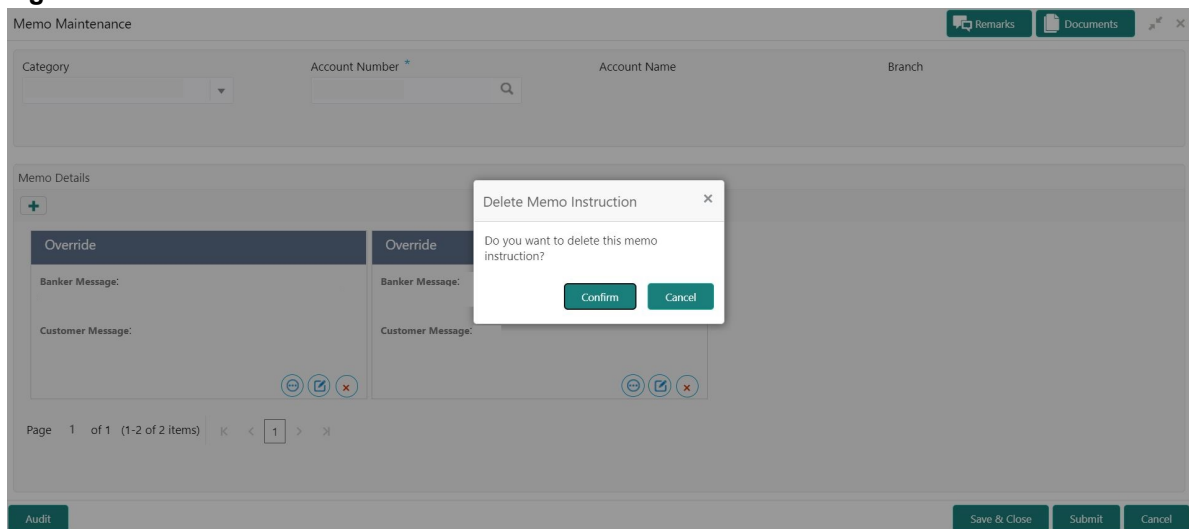 Memo Maintenance
Remarks
Documents
Category
Account Number *
Account Name
Branch
Memo Details
Delete Memo Instruction
Do you want to delete this memo
instruction?
Confirm
Cancel
Override
Override
Banker Message:
Banker Message:
Customer Message:
Customer Message:
Page 1 of 1 (1-2 of 2 items) K < 1 > >|
Audit
Save & Close
Submit
Cancel